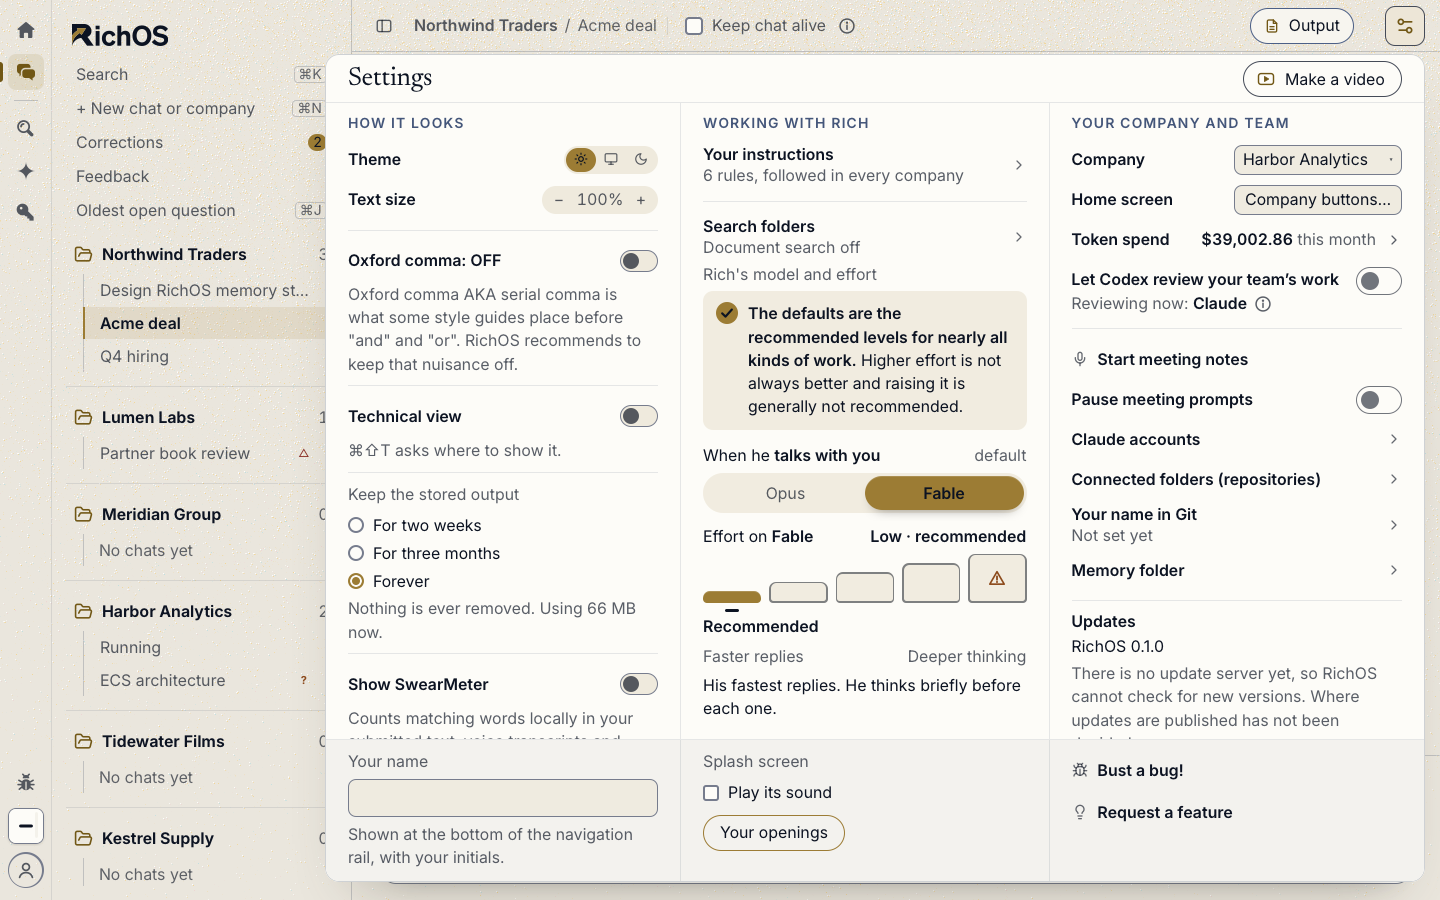 RichOS
Search ⌘K
+ New chat or company ⌘N
Corrections 2
Feedback
Oldest open question ⌘J
Northwind Traders 3
Design RichOS memory st...
Acme deal
Q4 hiring
Lumen Labs 1
Partner book review
Meridian Group 0
No chats yet
Harbor Analytics 2
Running
ECS architecture ?
Tidewater Films 0
No chats yet
Kestrel Supply 0
No chats yet
Northwind Traders / Acme deal
Keep chat alive
Output
Settings
Make a video
HOW IT LOOKS
Theme
Text size − 100% +
Oxford comma: OFF
Oxford comma AKA serial comma is
what some style guides place before
"and" and "or". RichOS recommends to
keep that nuisance off.
Technical view
⌘⇧T asks where to show it.
Keep the stored output
For two weeks
For three months
Forever
Nothing is ever removed. Using 66 MB
now.
Show SwearMeter
Counts matching words locally in your
Your name
Shown at the bottom of the navigation
rail, with your initials.
WORKING WITH RICH
Your instructions
6 rules, followed in every company
Search folders
Document search off
Rich's model and effort
The defaults are the
recommended levels for nearly all
kinds of work. Higher effort is not
always better and raising it is
generally not recommended.
When he talks with you default
Opus Fable
Effort on Fable Low · recommended
Recommended
Faster replies Deeper thinking
His fastest replies. He thinks briefly before
each one.
Splash screen
Play its sound
Your openings
YOUR COMPANY AND TEAM
Company Harbor Analytics
Home screen Company buttons...
Token spend $39,002.86 this month
Let Codex review your team’s work
Reviewing now: Claude
Start meeting notes
Pause meeting prompts
Claude accounts
Connected folders (repositories)
Your name in Git
Not set yet
Memory folder
Updates
RichOS 0.1.0
There is no update server yet, so RichOS
cannot check for new versions. Where
updates are published has not been
Bust a bug!
Request a feature